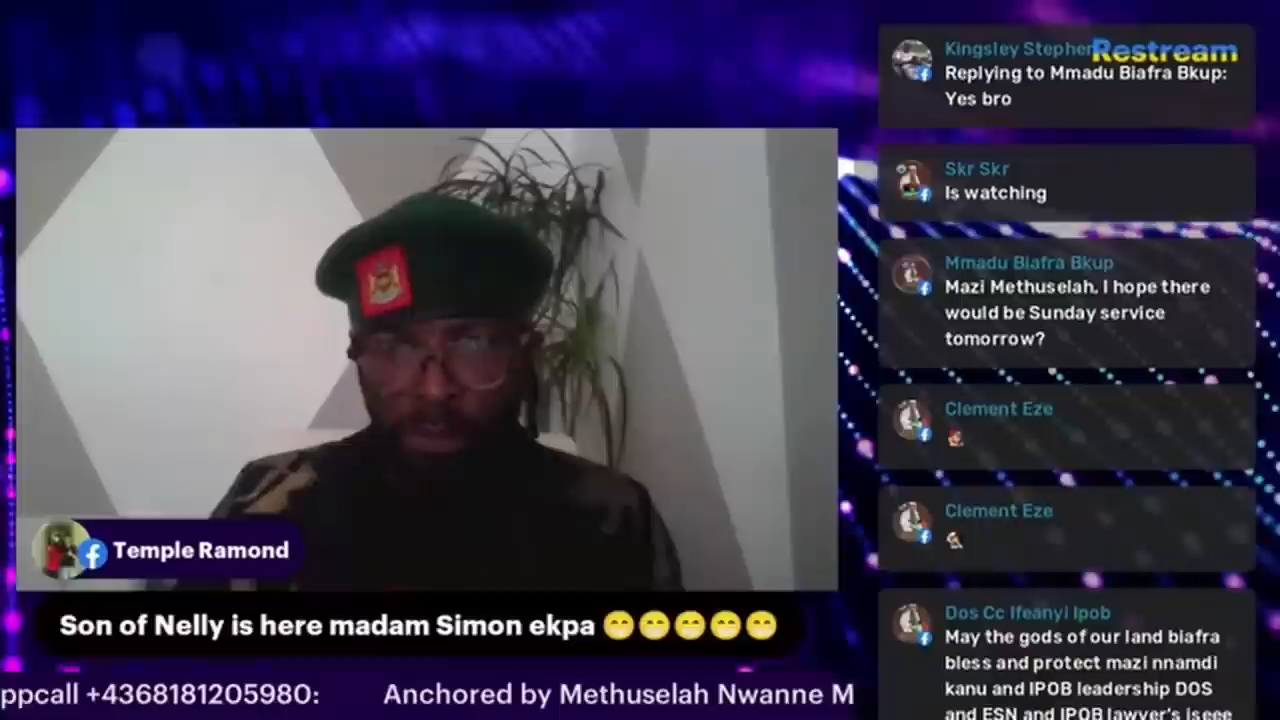 Kingsley Stephen
Restream
Replying to Mmadu Biafra Bkup:
Yes bro
Skr Skr
Is watching
Mmadu Biafra Bkup
Mazi Methuselah, I hope there
would be Sunday service
tomorrow?
Clement Eze
Clement Eze
Dos Cc Ifeanyi Ipob
May the gods of our land biafra
bless and protect mazi nnamdi
kanu and IPOB leadership DOS
and ESN and IPOB lawyer's iseee
Temple Ramond
Son of Nelly is here madam Simon ekpa 😁😁😁😁😁
ppcall +4368181205980: Anchored by Methuselah Nwanne M